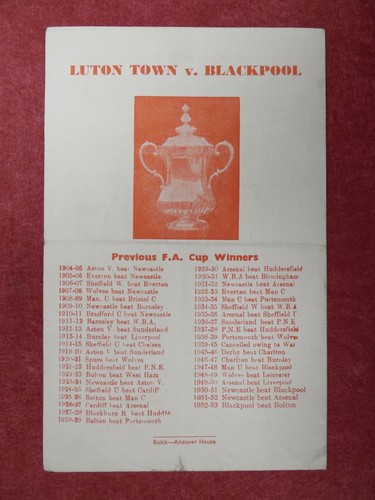 LUTON TOWN v. BLACKPOOL
Previous F.A. Cup Winners
1904-05 Aston V. beat Newcastle
1905-06 Everton beat Newcastle
1906-07 Sheffield W. beat Everton
1907-08 Wolves beat Newcastle
1908-09 Man. U beat Bristol C
1909-10 Newcastle beat Burnsley
1910-11 Bradford C beat Newcastle
1911-12 Barnsley beat W.B.A.
1912-13 Aston V. beat Sunderland
1913-14 Burnley beat Liverpool
1914-15 Sheffield U beat Chelsea
1919-20 Aston V beat Sunderland
1920-21 Spurs beat Wolves
1921-22 Huddersfield beat P.N.E.
1922-23 Bolton beat West Ham
1923-24 Newcastle beat Aston V.
1924-25 Sheffield U beat Cardiff
1925-26 Bolton beat Man C
1926-27 Cardiff beat Arsenal
1927-28 Blackburn R beat Hudds
1928-29 Bolton beat Portsmouth
1929-30 Arsenal beat Huddersfield
1930-31 W.B.A beat Birmingham
1931-32 Newcastle beat Arsenal
1932-33 Everton beat Man C
1933-34 Man C beat Portsmouth
1934-35 Sheffield W beat W.B.A.
1935-36 Arsenal beat Sheffield
1936-37 Sunderland beat P.N.E
1937-38 P.N.E beat Huddersfield
1938-39 Portsmouth beat Wolves
1939-45 Cancelled owing to War
1945-46 Derby beat Charlton
1946-47 Charlton beat Burnley
1947-48 Man U beat Blackpool
1948-49 Wolves beat Leicester
1949-50 Arsenal beat Liverpool
1950-51 Newcastle beat Blackpool
1951-52 Newcastle beat Arsenal
1952-53 Blackpool beat Bolton
Buick—Andover House